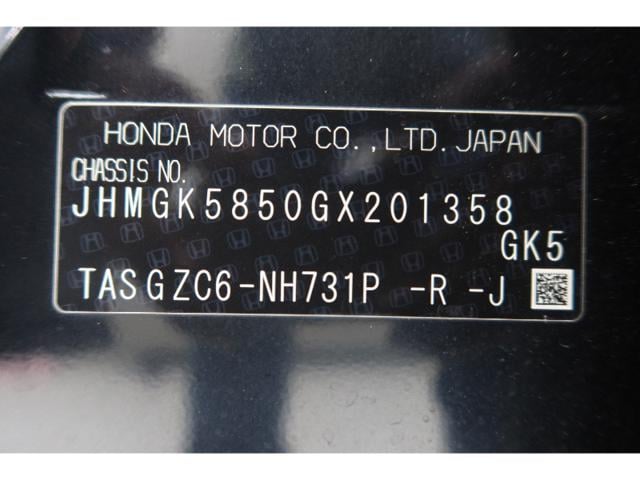 HONDA MOTOR CO.,LTD.JAPAN
CHASSIS NO.
JHMGK5850GX201358
GK5
TASGZC6-NH731P -R -J